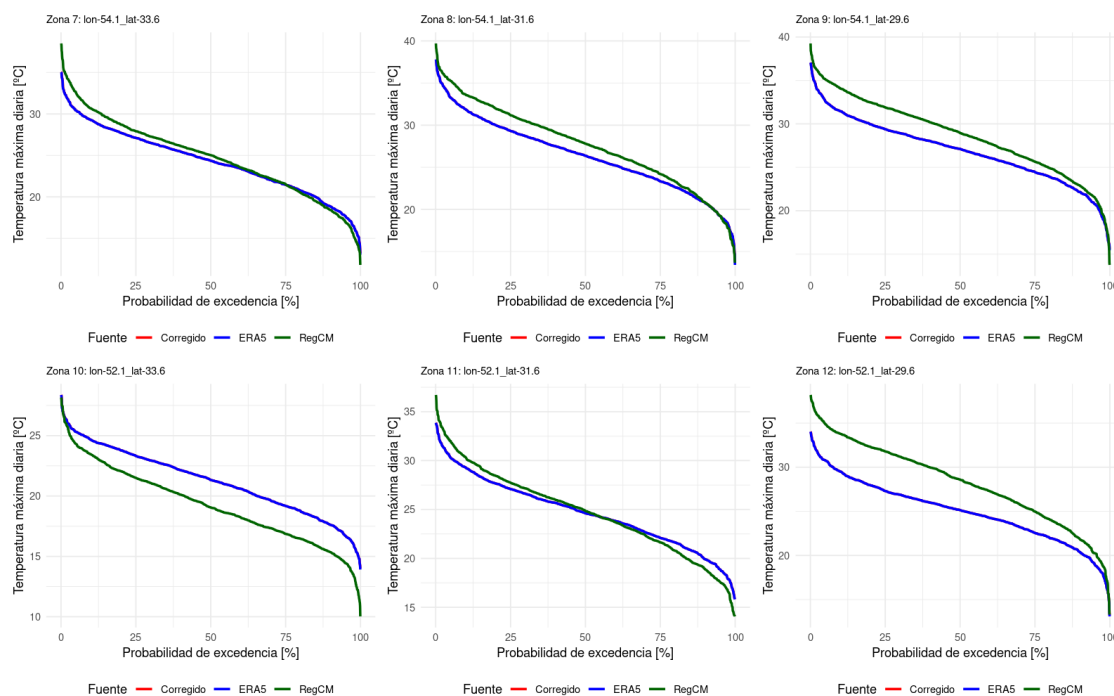 Zona 7: lon-54.1_lat-33.6
Temperatura máxima diaria [ºC]
30
20
0 25 50 75 100
Probabilidad de excedencia [%]
Fuente Corregido ERA5 RegCM
Zona 8: lon-54.1_lat-31.6
Temperatura máxima diaria [ºC]
40
30
20
0 25 50 75 100
Probabilidad de excedencia [%]
Fuente Corregido ERA5 RegCM
Zona 9: lon-54.1_lat-29.6
Temperatura máxima diaria [ºC]
40
30
20
0 25 50 75 100
Probabilidad de excedencia [%]
Fuente Corregido ERA5 RegCM
Zona 10: lon-52.1_lat-33.6
Temperatura máxima diaria [ºC]
25
20
15
10
0 25 50 75 100
Probabilidad de excedencia [%]
Fuente Corregido ERA5 RegCM
Zona 11: lon-52.1_lat-31.6
Temperatura máxima diaria [ºC]
35
30
25
20
15
0 25 50 75 100
Probabilidad de excedencia [%]
Fuente Corregido ERA5 RegCM
Zona 12: lon-52.1_lat-29.6
Temperatura máxima diaria [ºC]
30
20
0 25 50 75 100
Probabilidad de excedencia [%]
Fuente Corregido ERA5 RegCM